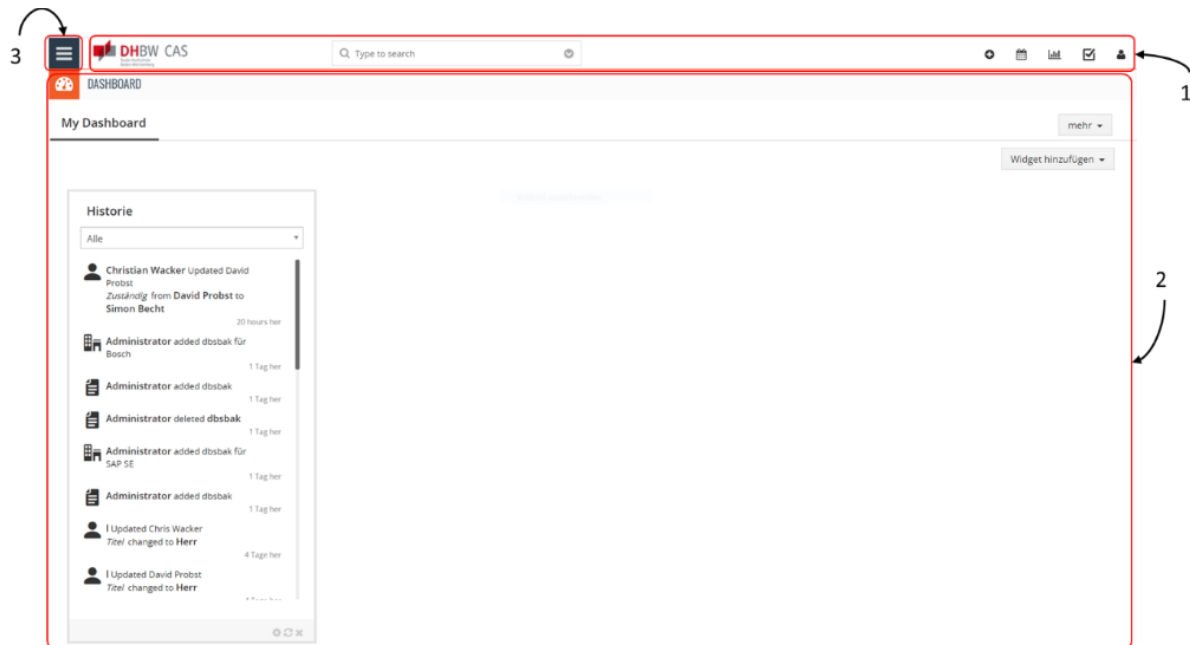 3
DHBW CAS
Type to search
1
DASHBOARD
My Dashboard
mehr
Widget hinzufügen
Historie
Alle
Christian Wacker Updated David
Probst
Zuständig from David Probst to
Simon Becht
20 hours her
Administrator added dbsbak für
Bosch
1 Tag her
Administrator added dbsbak
1 Tag her
Administrator deleted dbsbak
1 Tag her
Administrator added dbsbak für
SAP SE
1 Tag her
Administrator added dbsbak
1 Tag her
I Updated Chris Wacker
Titel changed to Herr
4 Tage her
I Updated David Probst
Titel changed to Herr
2